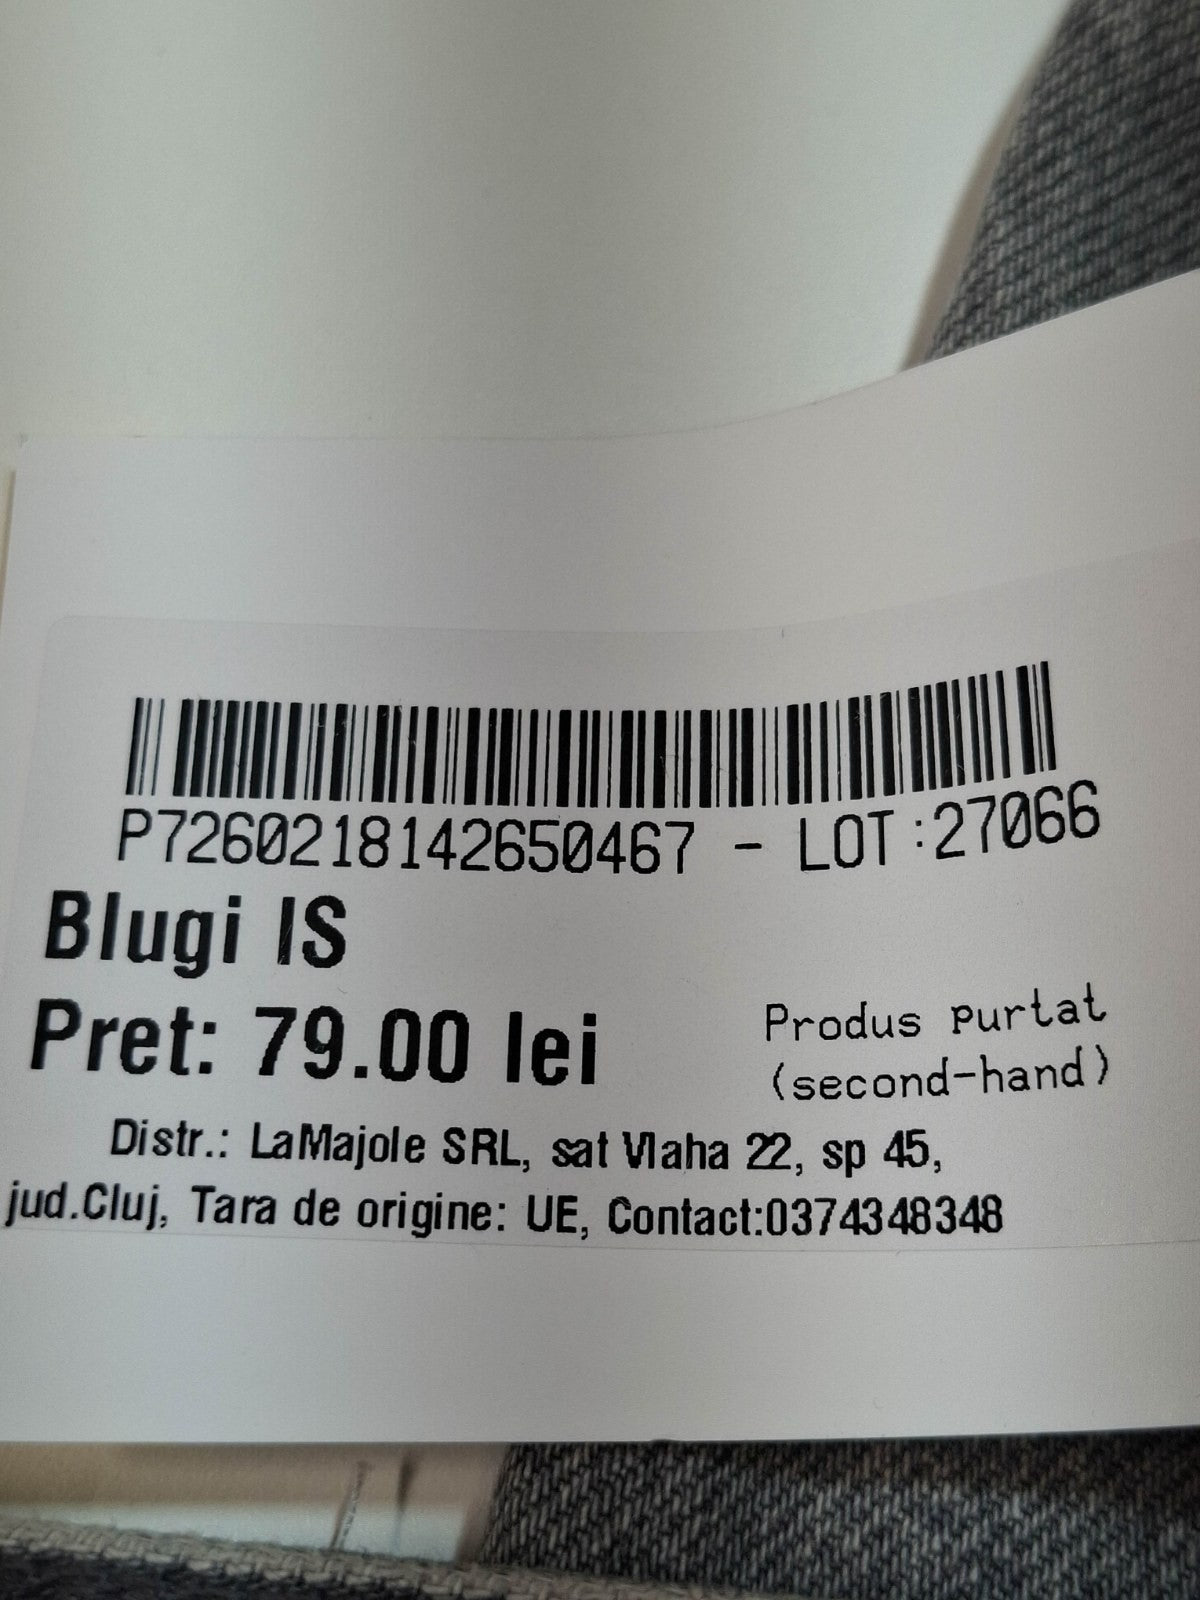 P7260218142650467 - LOT:27066
Blugi IS
Pret: 79.00 lei
Produs purtat
(second-hand)
Distr.: LaMajole SRL, sat Vlaha 22, sp 45,
jud.Cluj, Tara de origine: UE, Contact:0374348348